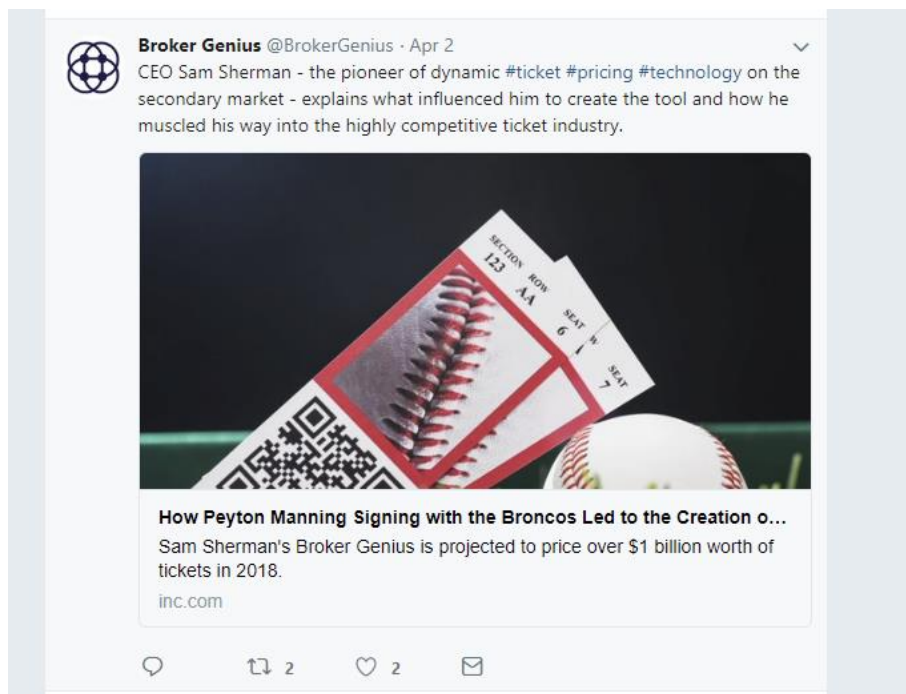 Broker Genius @BrokerGenius · Apr 2
CEO Sam Sherman - the pioneer of dynamic #ticket #pricing #technology on the
secondary market - explains what influenced him to create the tool and how he
muscled his way into the highly competitive ticket industry.
SECTION ROW SEAT W SEAT
123 AA 6 1 7
How Peyton Manning Signing with the Broncos Led to the Creation o...
Sam Sherman's Broker Genius is projected to price over $1 billion worth of
tickets in 2018.
inc.com
2 2